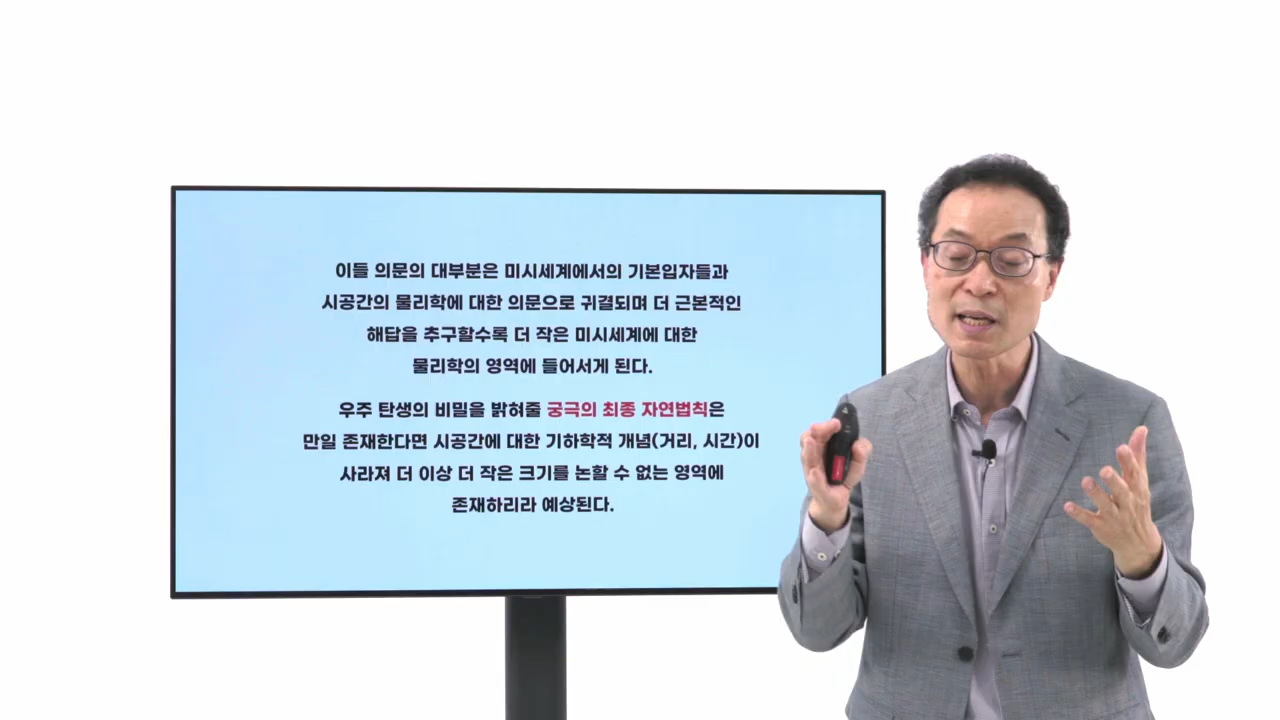 이들 의문의 대부분은 미시세계에서의 기본입자들과
시공간의 물리학에 대한 의문으로 귀결되며 더 근본적인
해답을 추구할수록 더 작은 미시세계에 대한
물리학의 영역에 들어서게 된다.
우주 탄생의 비밀을 밝혀줄 궁극의 최종 자연법칙은
만일 존재한다면 시공간에 대한 기하학적 개념(거리, 시간)이
사라져 더 이상 더 작은 크기를 논할 수 없는 영역에
존재하리라 예상된다.